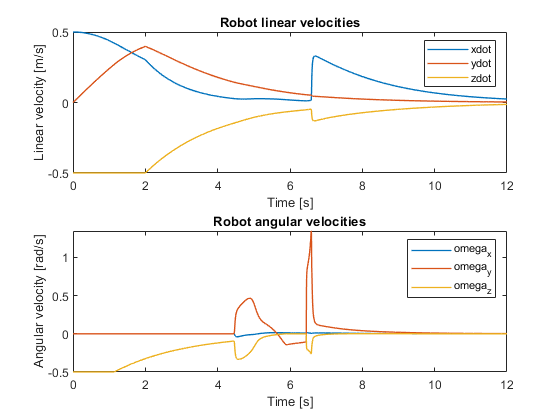 Robot linear velocities
Linear velocity [m/s]
0.5
0
-0.5
xdot
ydot
zdot
0 2 4 6 8 10 12
Time [s]
Robot angular velocities
Angular velocity [rad/s]
1
0.5
0
-0.5
omega_x
omega_y
omega_z
0 2 4 6 8 10 12
Time [s]